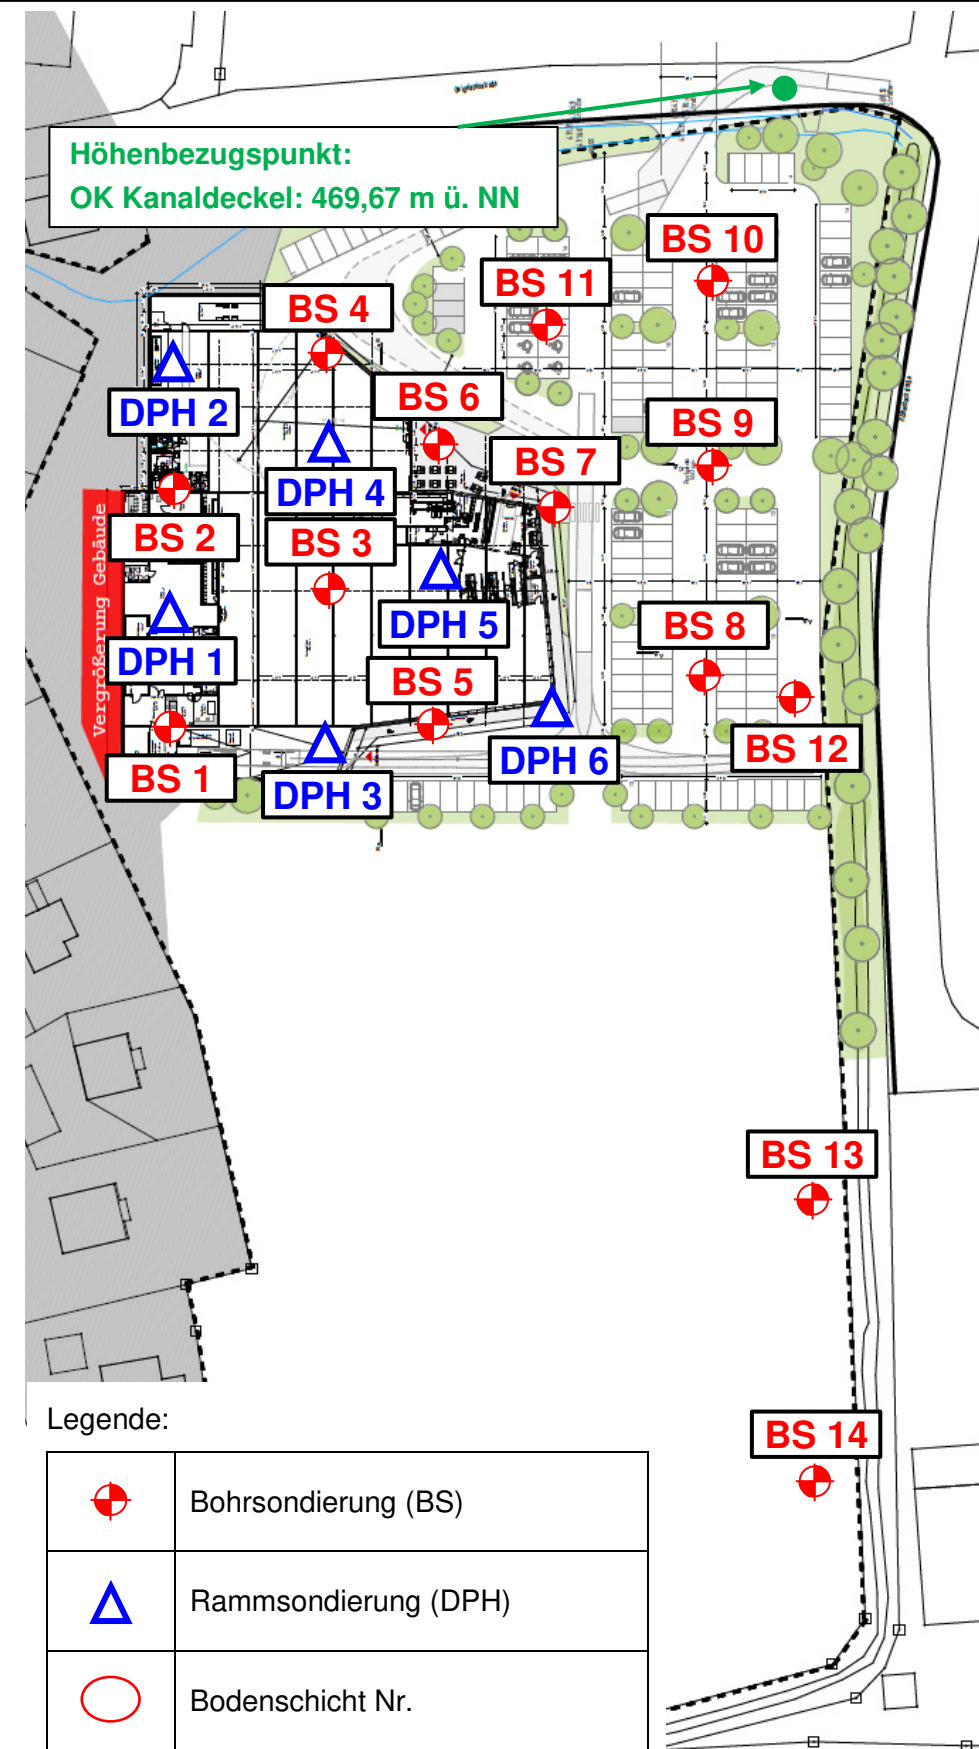 Höhenbezugspunkt:
OK Kanaldeckel: 469,67 m ü. NN
BS 10
BS 11
BS 4
BS 6
DPH 2
BS 9
BS 7
DPH 4
BS 2
BS 3
Vergrößerung Gebäude
DPH 5
BS 8
DPH 1
BS 5
BS 12
DPH 6
BS 1
DPH 3
BS 13
BS 14
Legende:
Bohrsondierung (BS)
Rammsondierung (DPH)
Bodenschicht Nr.